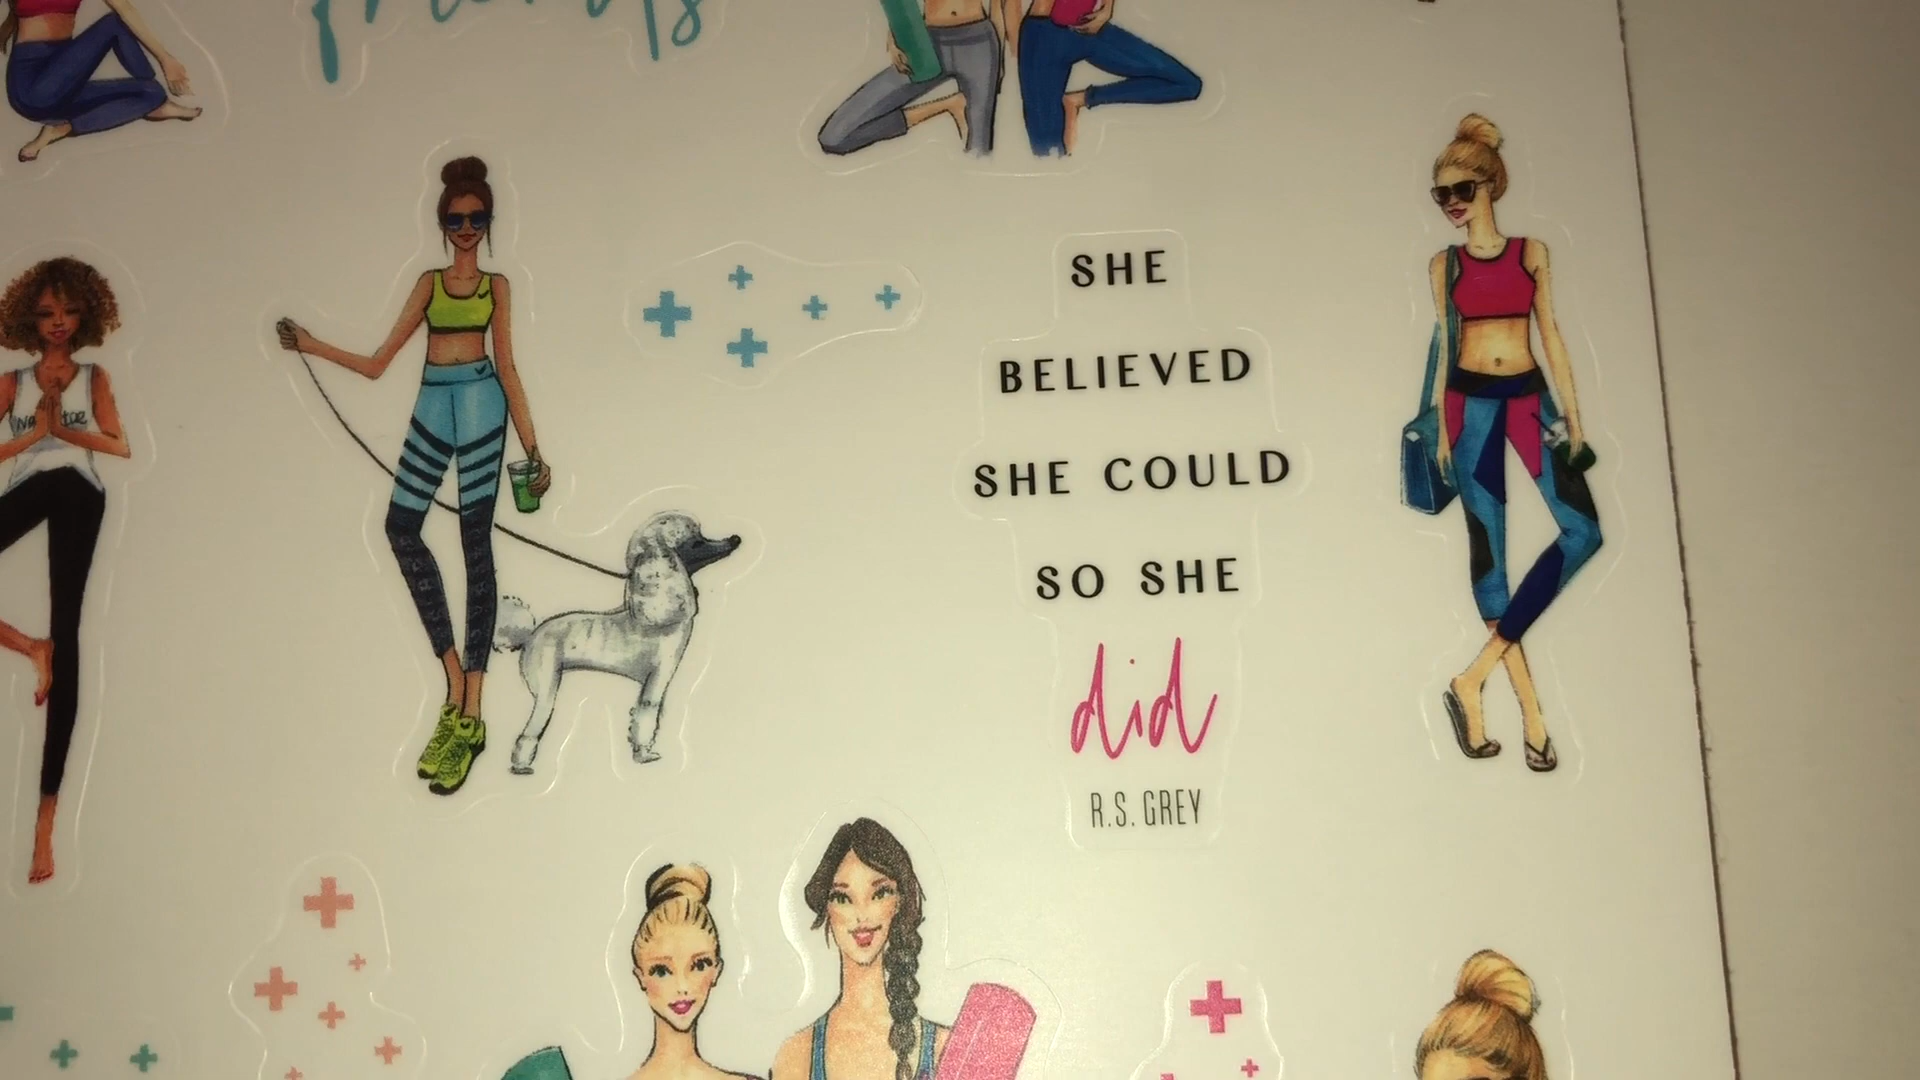 SHE
BELIEVED
SHE COULD
SO SHE
did
R.S. GREY